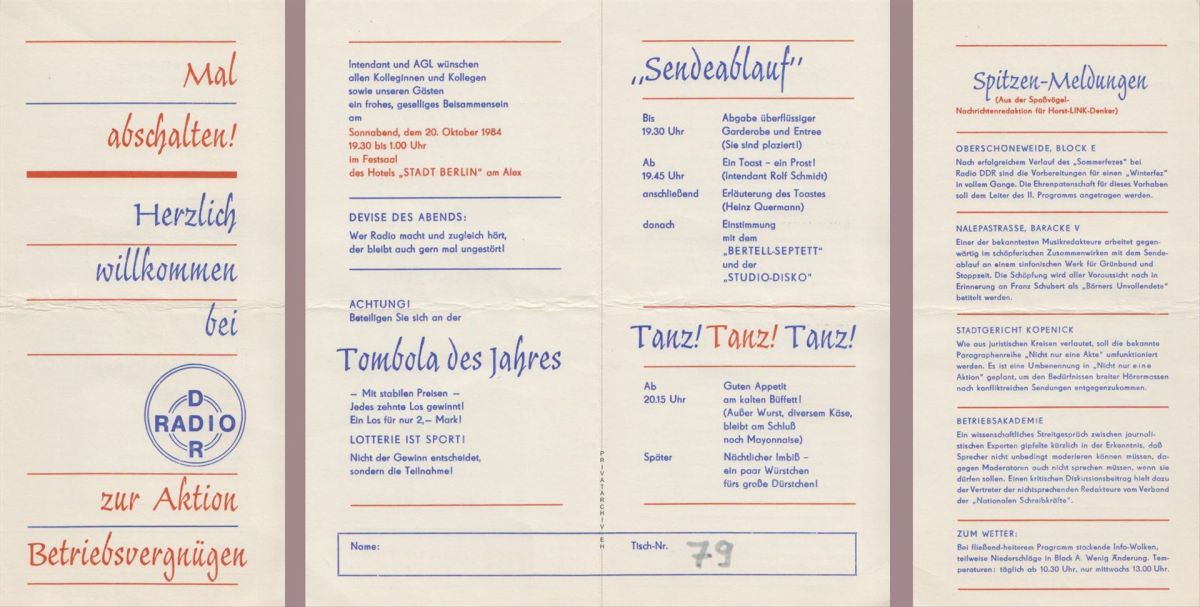 Mal
abschalten!
Herzlich
willkommen
bei
D
RADIO
R
zur Aktion
Betriebsvergnügen
Intendant und AGL wünschen
allen Kolleginnen und Kollegen
sowie unseren Gästen
ein frohes, geselliges Beisammensein
am
Sonnabend, dem 20. Oktober 1984
19.30 bis 1.00 Uhr
im Festsaal
des Hotels „STADT BERLIN“ am Alex
DEVISE DES ABENDS:
Wer Radio macht und zugleich hört,
der bleibt auch gern mal ungestört!
ACHTUNG!
Beteiligen Sie sich an der
Tombola des Jahres
— Mit stabilen Preisen —
Jedes zehnte Los gewinnt!
Ein Los für nur 2,— Mark!
LOTTERIE IST SPORT!
Nicht der Gewinn entscheidet,
sondern die Teilnahme!
PRIVATARCHIV EH
„Sendeablauf“
Bis Abgabe überflüssiger
19.30 Uhr Garderobe und Entree
(Sie sind plaziert!)
Ab Ein Toast – ein Prost!
19.45 Uhr (Intendant Rolf Schmidt)
anschließend Erläuterung des Toastes
(Heinz Quermann)
danach Einstimmung
mit dem
„BERTELL-SEPTETT“
und der
„STUDIO-DISKO“
Tanz! Tanz! Tanz!
Ab Guten Appetit
20.15 Uhr am kalten Büffett!
(Außer Wurst, diversem Käse,
bleibt am Schluß
noch Mayonnaise)
Später Nächtlicher Imbiß –
ein paar Würstchen
fürs große Dürstchen!
Name: Tisch-Nr. 79
Spitzen-Meldungen
(Aus der Spaßvögel-
Nachrichtenredaktion für Horst-LINK-Denker)
OBERSCHÖNEWEIDE, BLOCK E
Nach erfolgreichem Verlauf des „Sommerfezes“ bei
Radio DDR sind die Vorbereitungen für einen „Winterfez“
in vollem Gange. Die Ehrenpatenschaft für dieses Vorhaben
soll dem Leiter des II. Programms angetragen werden.
NALEPASTRASSE, BARACKE V
Einer der bekanntesten Musikredakteure arbeitet gegen-
wärtig im schöpferischen Zusammenwirken mit dem Sende-
ablauf an einem sinfonischen Werk für Grünband und
Stoppzeit. Die Schöpfung wird aller Voraussicht nach in
Erinnerung an Franz Schubert als „Börners Unvollendete“
betitelt werden.
STADTGERICHT KÖPENICK
Wie aus juristischen Kreisen verlautet, soll die bekannte
Paragraphenreihe „Nicht nur eine Akte“ umfunktioniert
werden. Es ist eine Umbenennung in „Nicht nur eine
Aktion“ geplant, um den Bedürfnissen breiter Hörermassen
nach konfliktreichen Sendungen entgegenzukommen.
BETRIEBSAKADEMIE
Ein wissenschaftliches Streitgespräch zwischen journali-
stischen Experten gipfelte kürzlich in der Erkenntnis, daß
Sprecher nicht unbedingt moderieren können müssen, da-
gegen Moderatoren auch nicht sprechen müssen, wenn sie
dürfen sollen. Einen kritischen Diskussionsbeitrag hielt dazu
der Vertreter der nichtsprechenden Redakteure vom Verband
der „Nationalen Schreibkräfte“.
ZUM WETTER:
Bei fließend-heiterem Programm stockende Info-Wolken,
teilweise Niederschläge in Block A. Wenig Änderung. Tem-
peraturen: täglich ab 10.30 Uhr, nur mittwochs 13.00 Uhr.